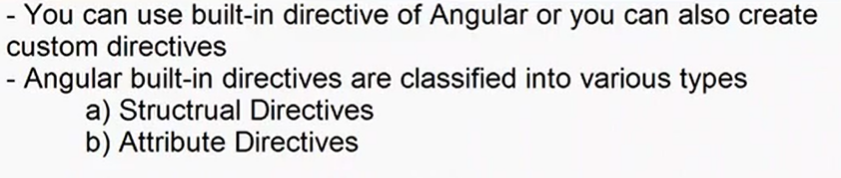 - You can use built-in directive of Angular or you can also create
custom directives
- Angular built-in directives are classified into various types
a) Structrual Directives
b) Attribute Directives